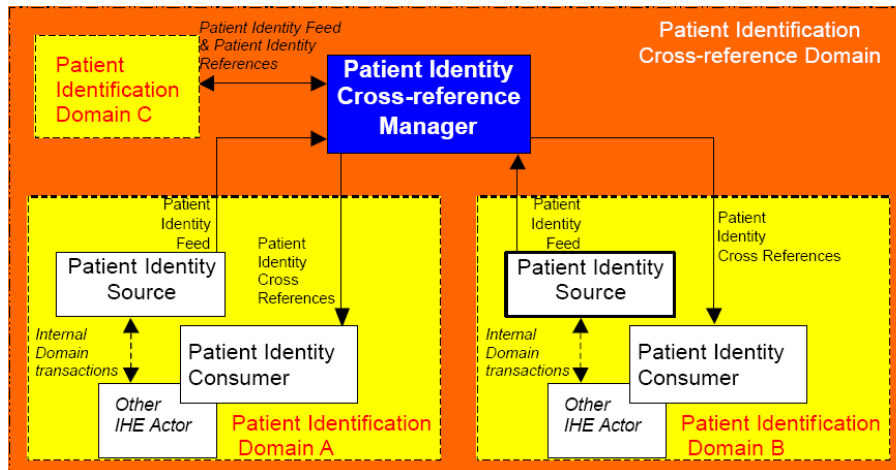 Patient Identity Feed
& Patient Identity
References
Patient Identification
Cross-reference Domain
Patient
Identification
Domain C
Patient Identity
Cross-reference
Manager
Patient
Identity
Feed
Patient
Identity
Cross
References
Patient Identity
Source
Internal
Domain
transactions
Patient Identity
Consumer
Other
IHE Actor
Patient Identification
Domain A
Patient
Identity
Feed
Patient
Identity
Cross References
Patient Identity
Source
Internal
Domain
transactions
Patient Identity
Consumer
Other
IHE Actor
Patient Identification
Domain B